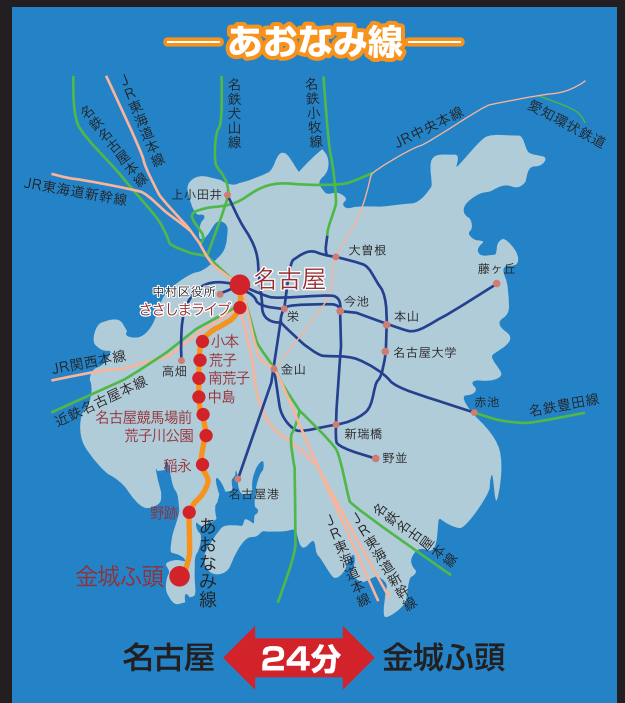 あおなみ線
名鉄名古屋本線
JR東海道本線
名鉄犬山線
名鉄小牧線
JR中央本線
愛知環状鉄道
JR東海道新幹線
上小田井
大曽根
藤ヶ丘
名古屋
中村区役所
ささしまライブ
栄
今池
本山
小本
名古屋大学
荒子
JR関西本線
高畑
南荒子
金山
中島
近鉄名古屋本線
赤池
名鉄豊田線
名古屋競馬場前
荒子川公園
新瑞橋
稲永
野並
名古屋港
野跡
あおなみ線
JR東海道本線
JR東海道新幹線
名鉄名古屋本線
金城ふ頭
名古屋
24分
金城ふ頭